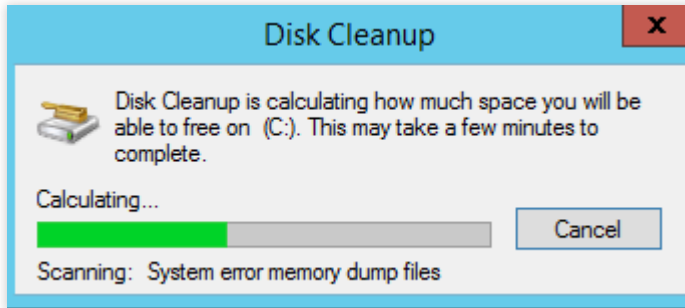 Disk Cleanup
x
Disk Cleanup is calculating how much space you will be
able to free on  (C:). This may take a few minutes to
complete.
Calculating...
Cancel
Scanning:  System error memory dump files